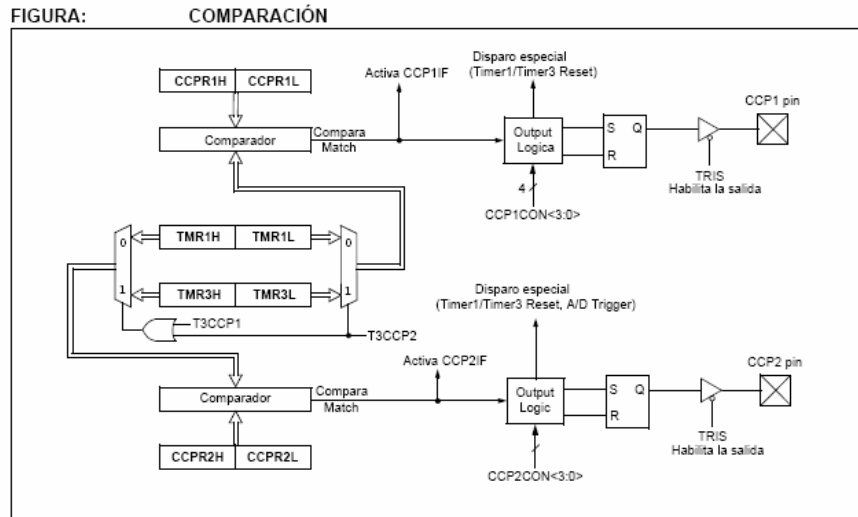 FIGURA: COMPARACIÓN
Disparo especial
(Timer1/Timer3 Reset)
Activa CCP1IF
CCPR1H CCPR1L
CCP1 pin
Comparador
Compara
Match
Output
Logica
S Q
R
TRIS
Habilita la salida
4
CCP1CON<3:0>
0 TMR1H TMR1L 0
1 TMR3H TMR3L 1
Disparo especial
(Timer1/Timer3 Reset, A/D Trigger)
T3CCP1
T3CCP2
Activa CCP2IF
CCP2 pin
Comparador
Compara
Match
Output
Logic
S Q
R
TRIS
Habilita la salida
4
CCPR2H CCPR2L
CCP2CON<3:0>